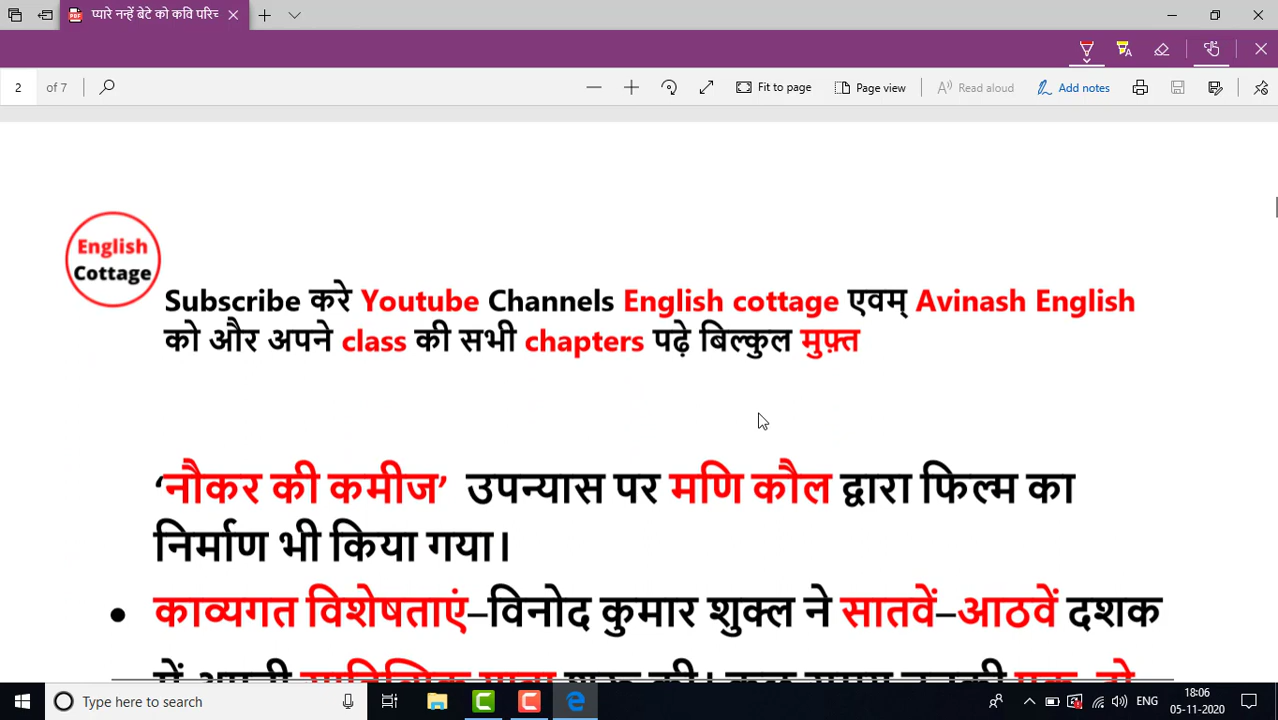 प्यारे नन्हें बेटे को कवि परिच
2 of 7
Fit to page
Page view
Read aloud
Add notes
English
Cottage
Subscribe करे Youtube Channels English cottage एवम् Avinash English
को और अपने class की सभी chapters पढ़े बिल्कुल मुफ़्त
‘नौकर की कमीज’ उपन्यास पर मणि कौल द्वारा फिल्म का
निर्माण भी किया गया।
• काव्यगत विशेषताएं–विनोद कुमार शुक्ल ने सातवें–आठवें दशक
Type here to search
ENG
18:06
05-11-2020